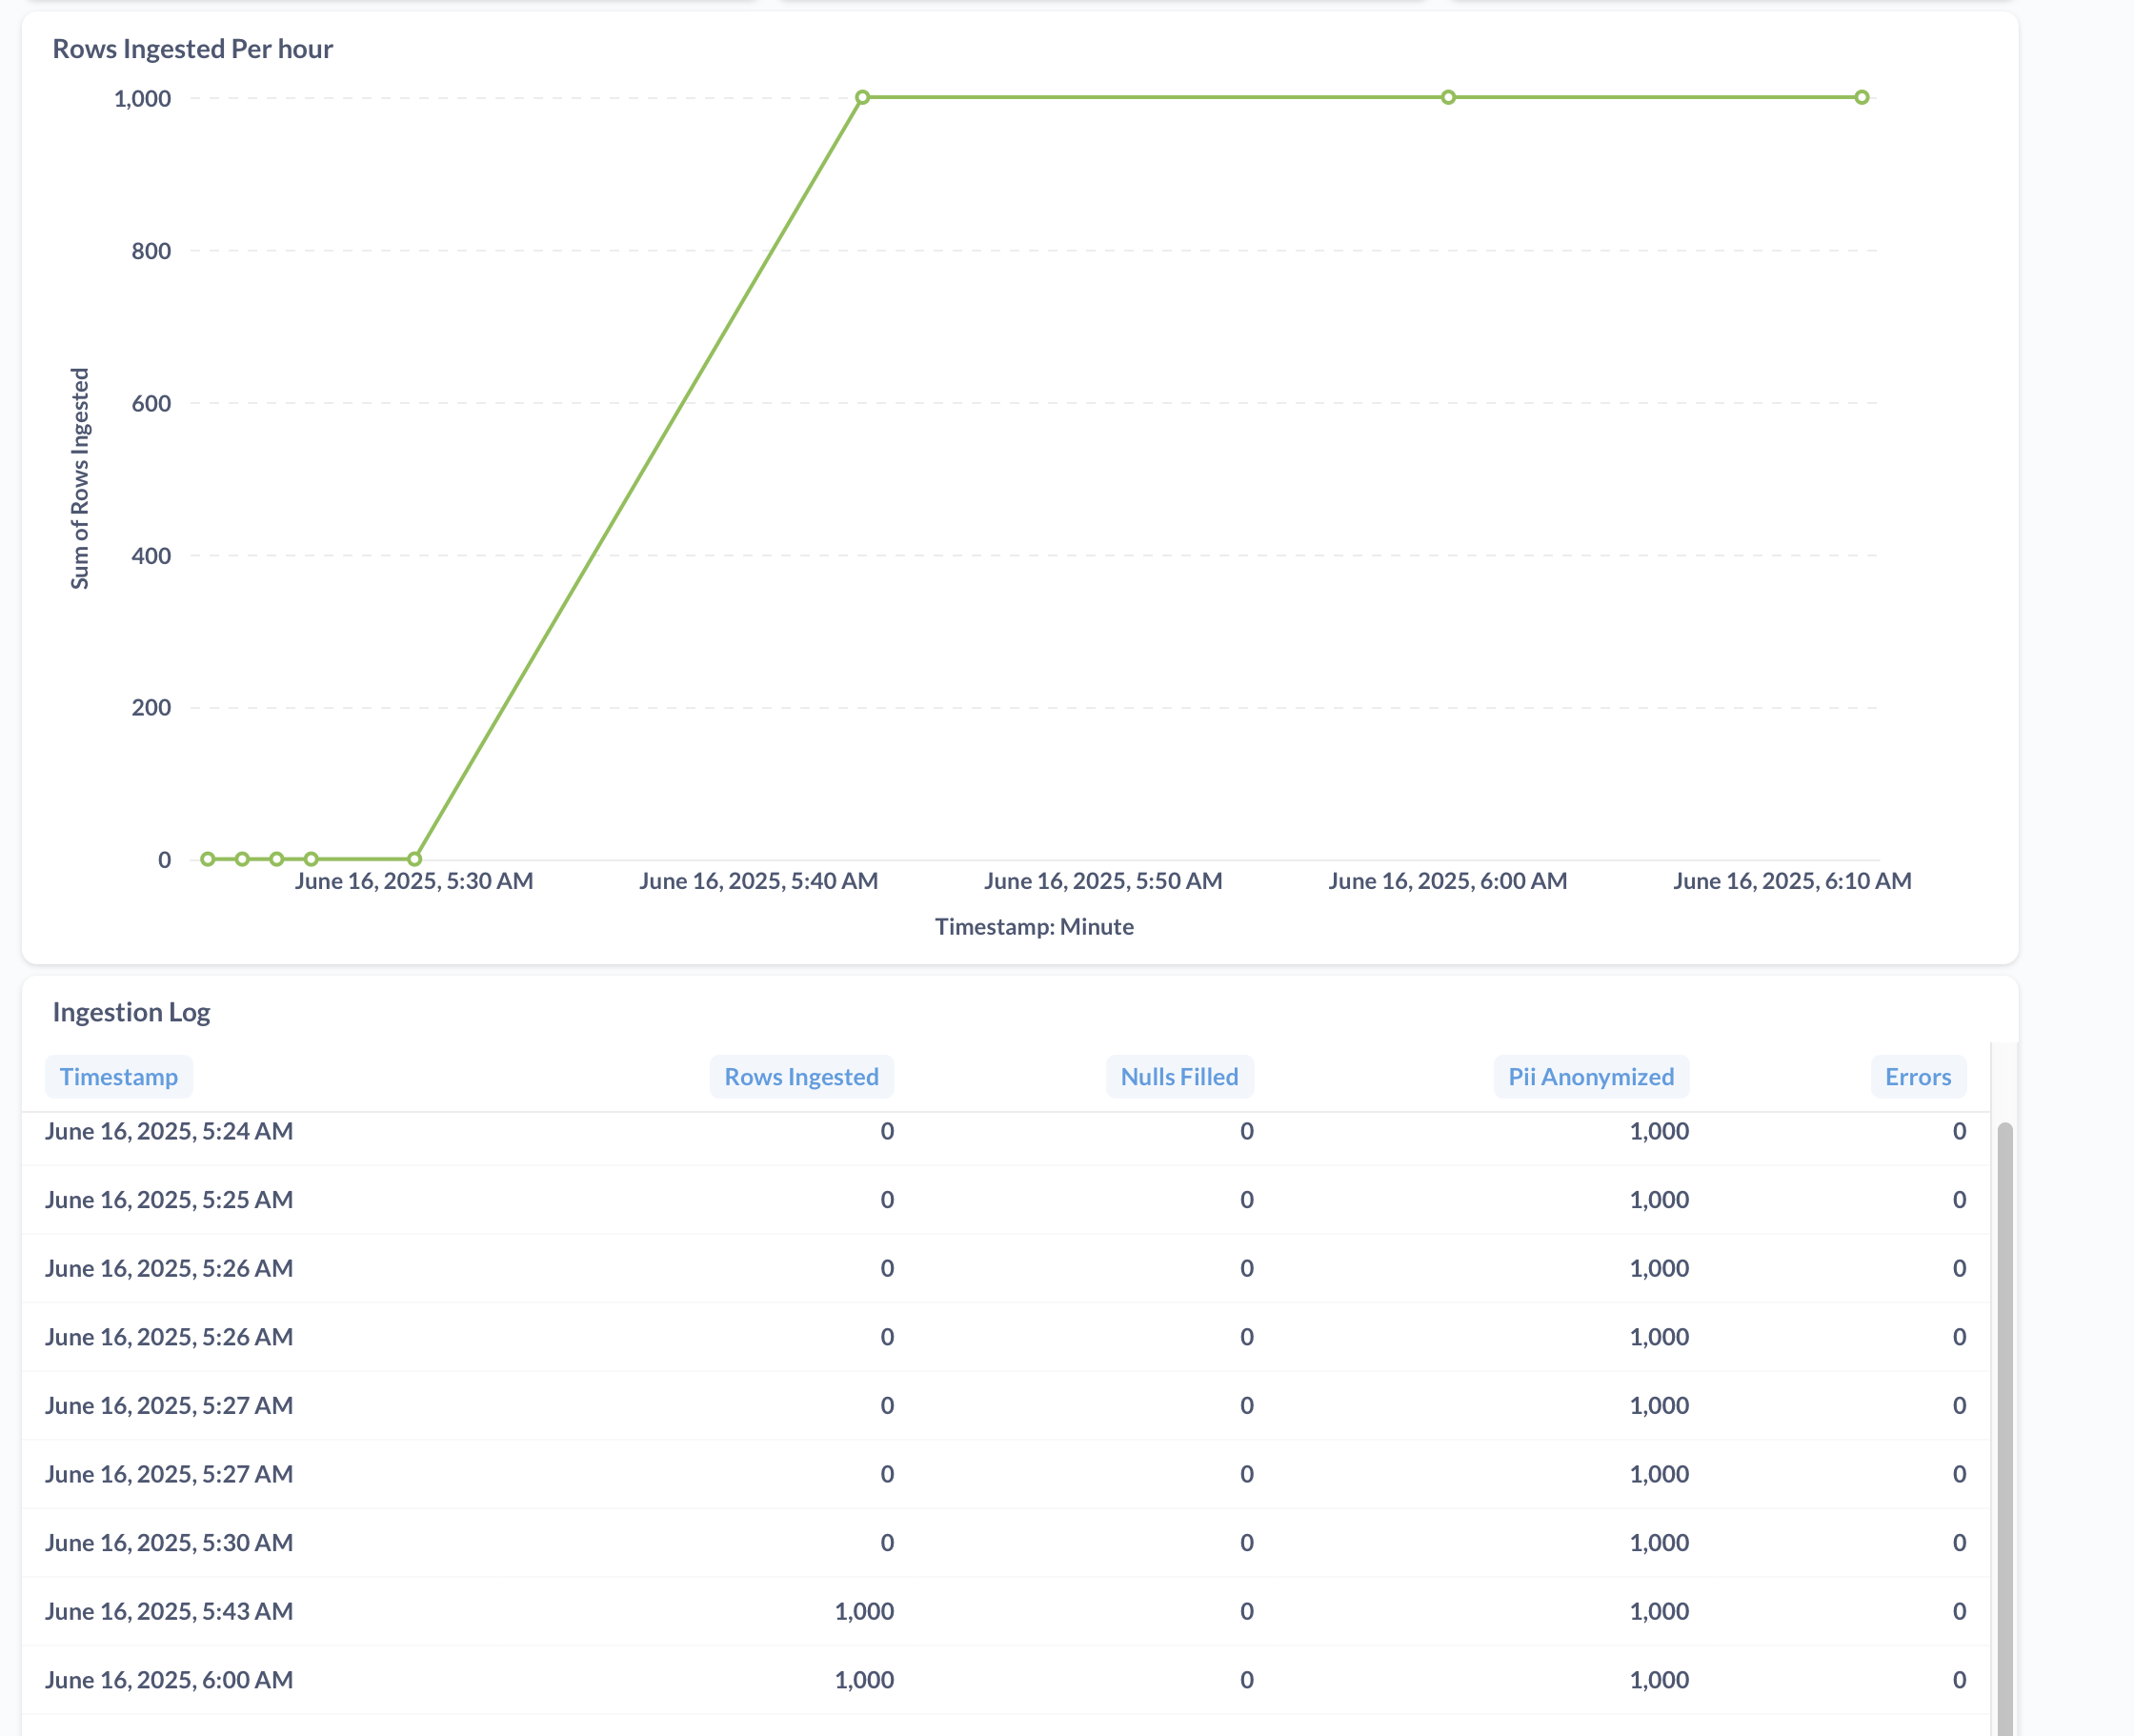 Rows Ingested Per hour
1,000
800
600
400
200
0
Sum of Rows Ingested
June 16, 2025, 5:30 AM June 16, 2025, 5:40 AM June 16, 2025, 5:50 AM June 16, 2025, 6:00 AM June 16, 2025, 6:10 AM
Timestamp: Minute
Ingestion Log
Timestamp Rows Ingested Nulls Filled Pii Anonymized Errors
June 16, 2025, 5:24 AM 0 0 1,000 0
June 16, 2025, 5:25 AM 0 0 1,000 0
June 16, 2025, 5:26 AM 0 0 1,000 0
June 16, 2025, 5:26 AM 0 0 1,000 0
June 16, 2025, 5:27 AM 0 0 1,000 0
June 16, 2025, 5:27 AM 0 0 1,000 0
June 16, 2025, 5:30 AM 0 0 1,000 0
June 16, 2025, 5:43 AM 1,000 0 1,000 0
June 16, 2025, 6:00 AM 1,000 0 1,000 0